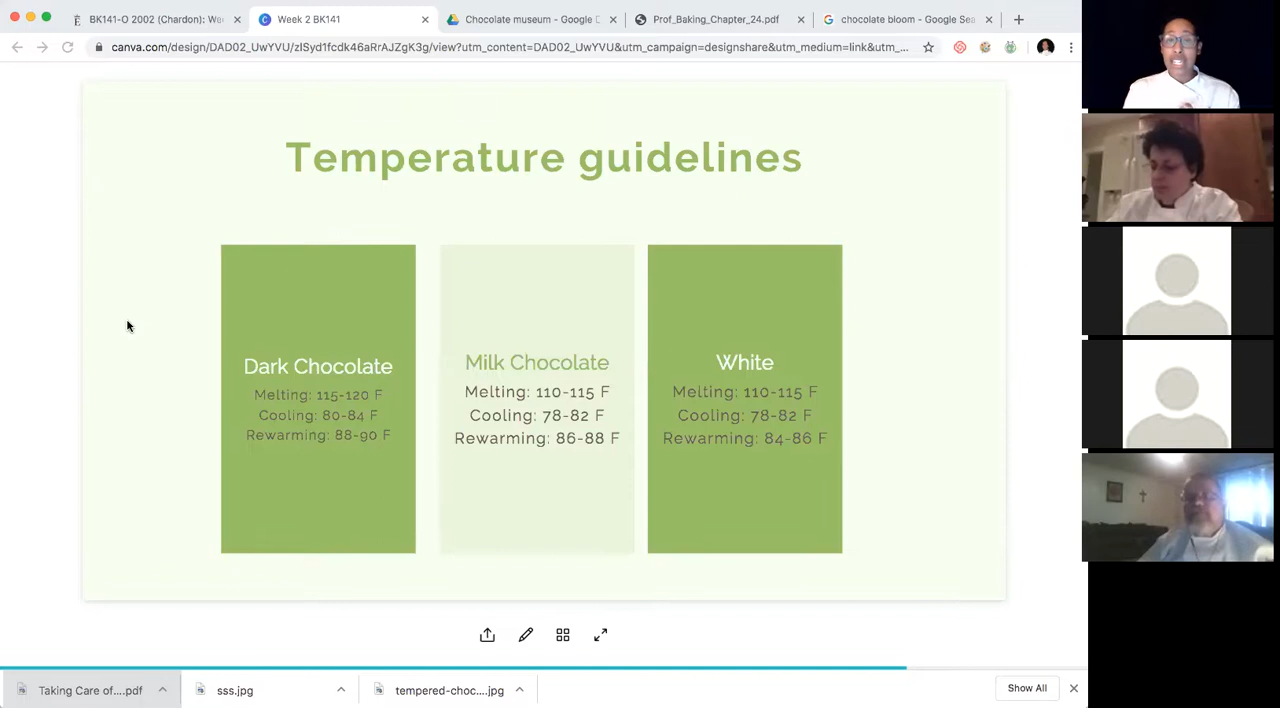 BK141-O 2002 (Chardon): We
Week 2 BK141
Chocolate museum - Google D
Prof_Baking_Chapter_24.pdf
chocolate bloom - Google Sea
canva.com/design/DAD02_UwYVU/zISyd1fcdk46aRrAJZgK3g/view?utm_content=DAD02_UwYVU&utm_campaign=designshare&utm_medium=link&utm_...
Temperature guidelines
Dark Chocolate
Melting: 115-120 F
Cooling: 80-84 F
Rewarming: 88-90 F
Milk Chocolate
Melting: 110-115 F
Cooling: 78-82 F
Rewarming: 86-88 F
White
Melting: 110-115 F
Cooling: 78-82 F
Rewarming: 84-86 F
Taking Care of....pdf
sss.jpg
tempered-choc....jpg
Show All